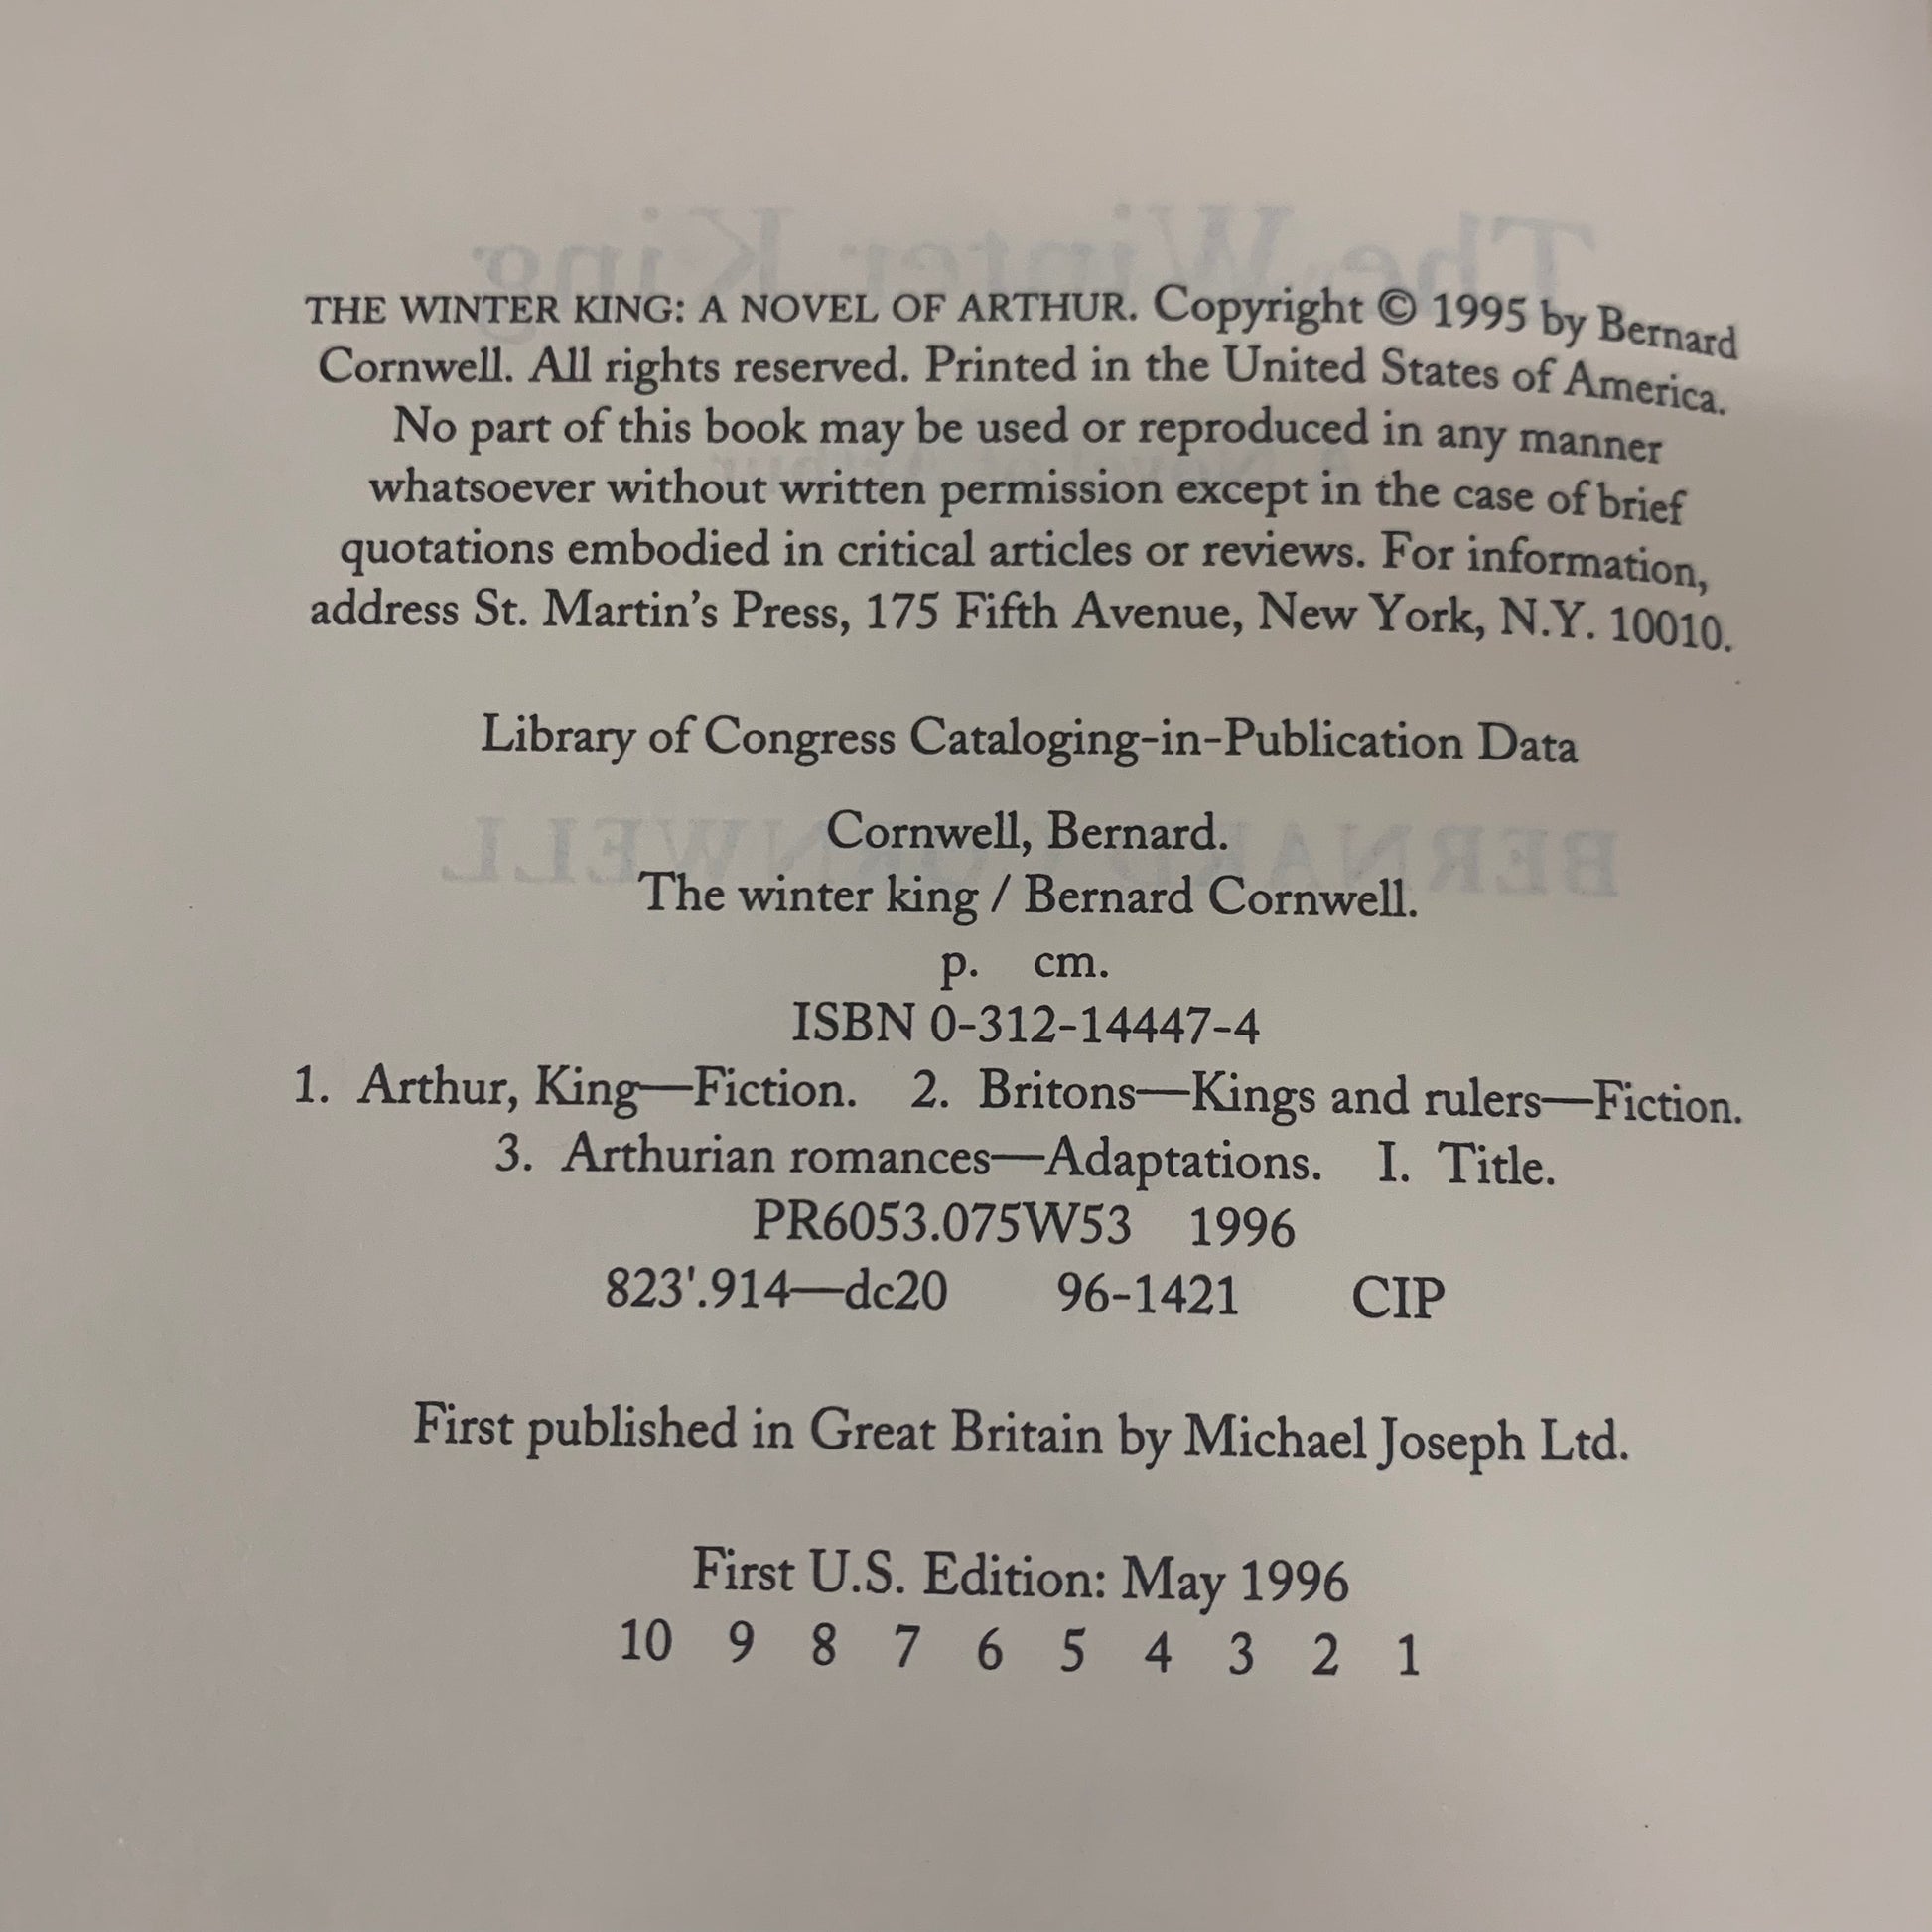 THE WINTER KING: A NOVEL OF ARTHUR. Copyright © 1995 by Bernard
Cornwell. All rights reserved. Printed in the United States of America.
No part of this book may be used or reproduced in any manner
whatsoever without written permission except in the case of brief
quotations embodied in critical articles or reviews. For information,
address St. Martin's Press, 175 Fifth Avenue, New York, N.Y. 10010.
Library of Congress Cataloging-in-Publication Data
Cornwell, Bernard.
The winter king / Bernard Cornwell.
p. cm.
ISBN 0-312-14447-4
1. Arthur, King—Fiction. 2. Britons—Kings and rulers—Fiction.
3. Arthurian romances—Adaptations. I. Title.
PR6053.075W53 1996
823'.914—dc20 96-1421 CIP
First published in Great Britain by Michael Joseph Ltd.
First U.S. Edition: May 1996
10 9 8 7 6 5 4 3 2 1